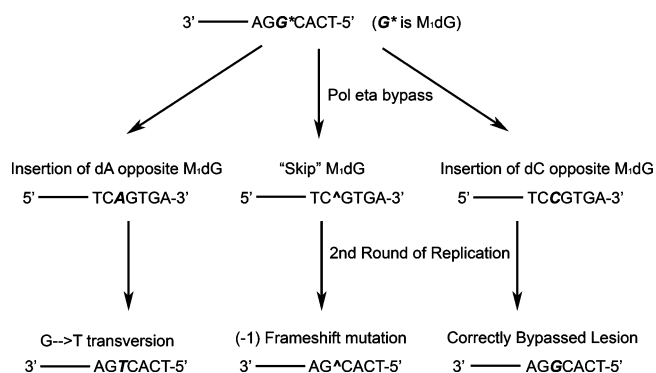 3' — AGG*CACT-5' (G* is M₁dG)
Pol eta bypass
Insertion of dA opposite M₁dG
"Skip" M₁dG
Insertion of dC opposite M₁dG
5' — TCAGTGA-3'
5' — TC^GTGA-3'
5' — TCCGTGA-3'
2nd Round of Replication
G-->T transversion
(-1) Frameshift mutation
Correctly Bypassed Lesion
3' — AGTCACT-5'
3' — AG^CACT-5'
3' — AGGCACT-5'